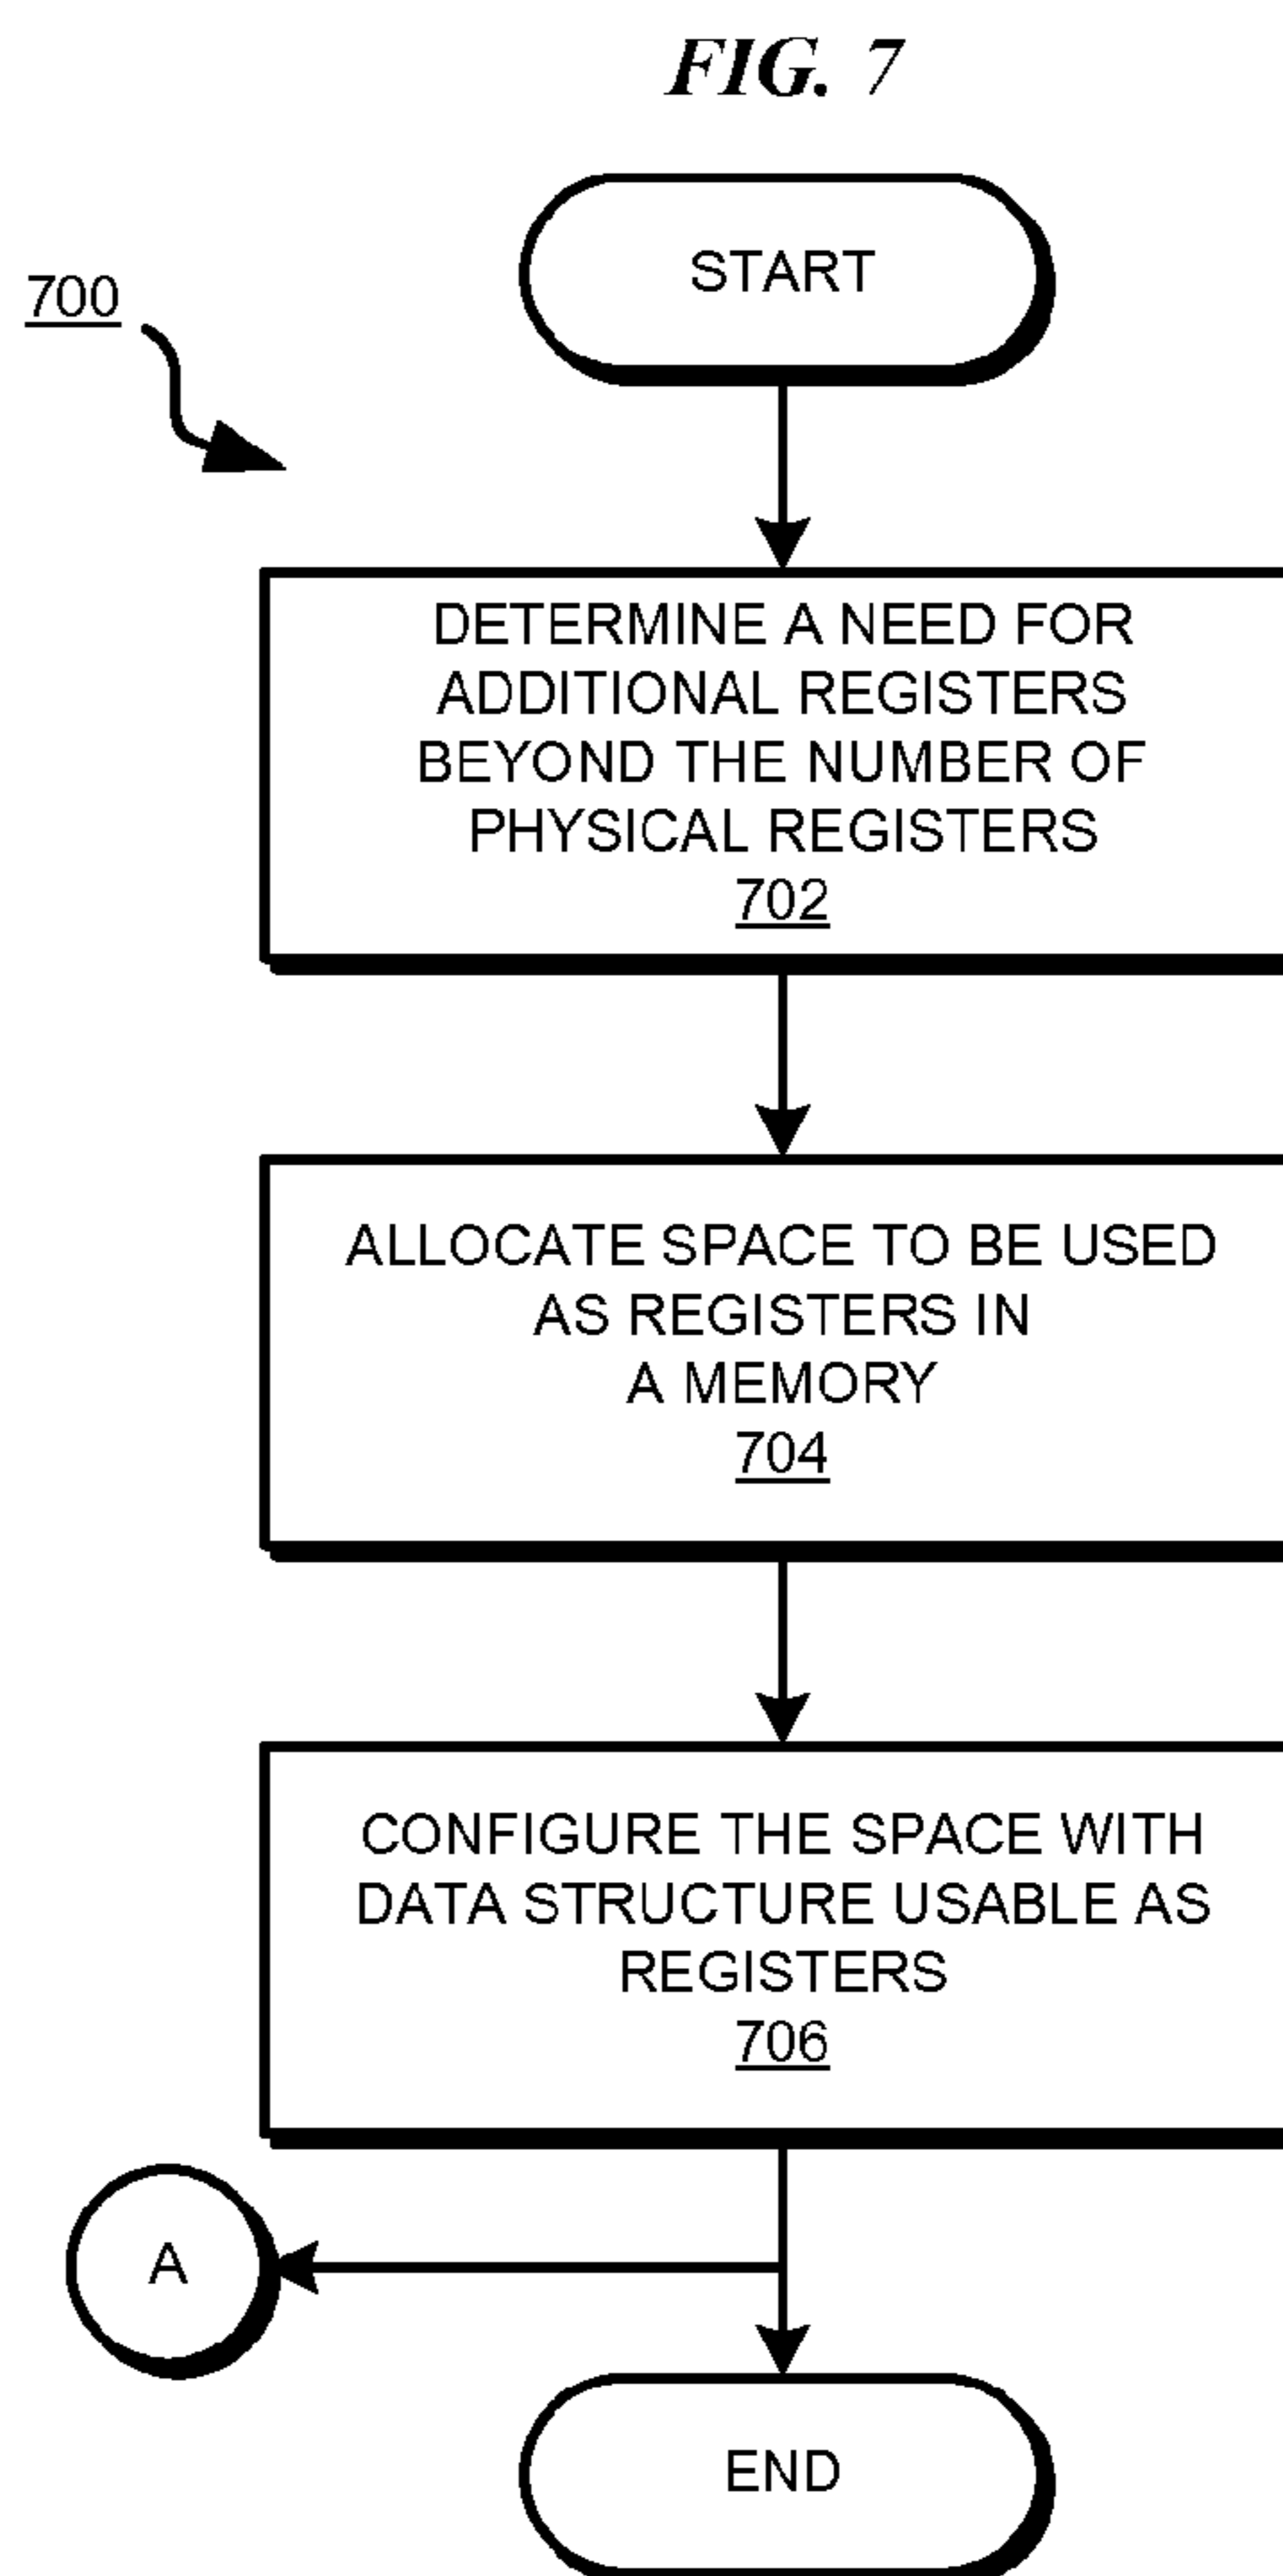 FIG. 7
START
700
DETERMINE A NEED FOR
ADDITIONAL REGISTERS
BEYOND THE NUMBER OF
PHYSICAL REGISTERS
702
ALLOCATE SPACE TO BE USED
AS REGISTERS IN
A MEMORY
704
CONFIGURE THE SPACE WITH
DATA STRUCTURE USABLE AS
REGISTERS
706
A
END